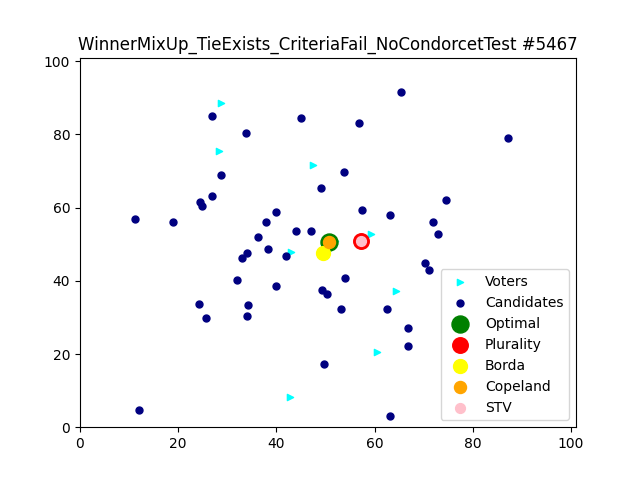 WinnerMixUp_TieExists_CriteriaFail_NoCondorcetTest #5467
100
80
60
40
20
0
0 20 40 60 80 100
Voters
Candidates
Optimal
Plurality
Borda
Copeland
STV